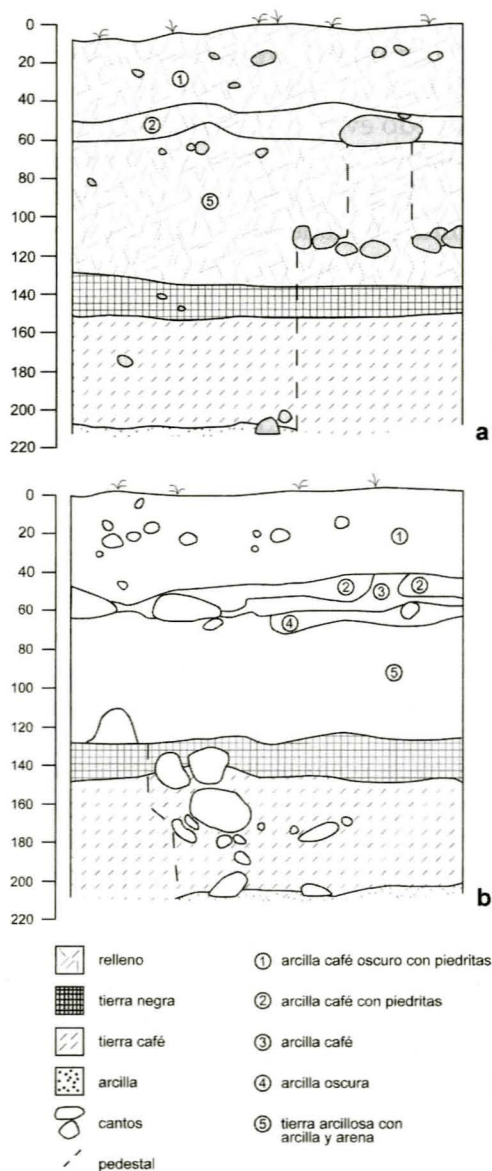 0
20
40
60
80
100
120
140
160
180
200
220
①
②
⑤
a
0
20
40
60
80
100
120
140
160
180
200
220
①
②
③
②
④
⑤
b
relleno
tierra negra
tierra café
arcilla
cantos
pedestal
① arcilla café oscuro con piedritas
② arcilla café con piedritas
③ arcilla café
④ arcilla oscura
⑤ tierra arcillosa con
arcilla y arena